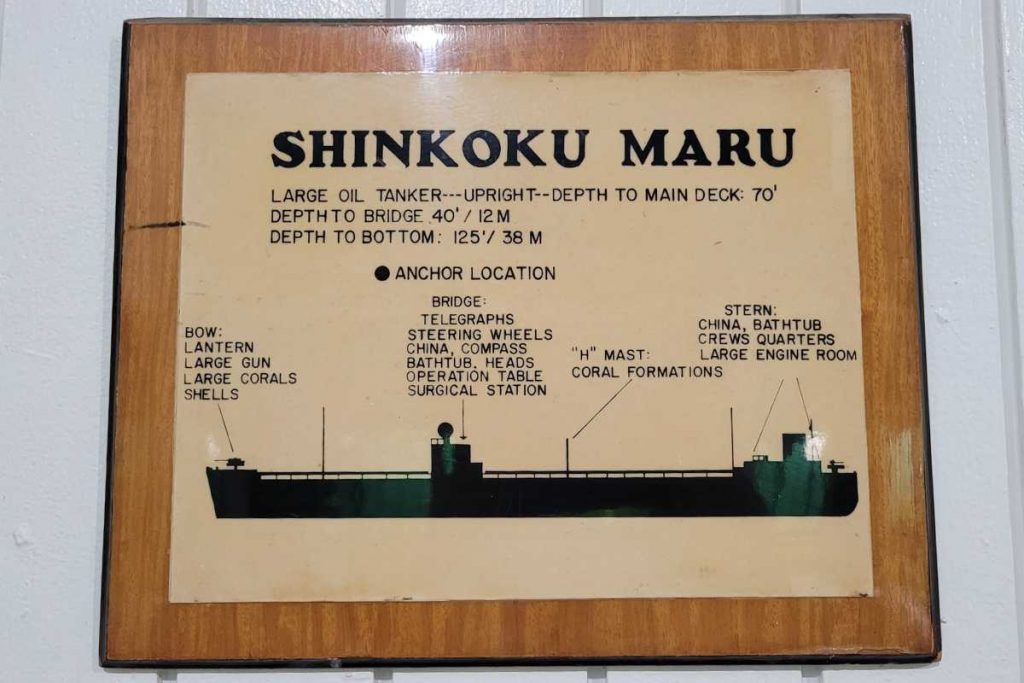 SHINKOKU MARU
LARGE OIL TANKER---UPRIGHT--DEPTH TO MAIN DECK: 70'
DEPTH TO BRIDGE 40'/12M
DEPTH TO BOTTOM: 125'/ 38 M
● ANCHOR LOCATION
BOW:
LANTERN
LARGE GUN
LARGE CORALS
SHELLS
BRIDGE:
TELEGRAPHS
STEERING WHEELS
CHINA, COMPASS
BATHTUB, HEADS
OPERATION TABLE
SURGICAL STATION
"H" MAST:
CORAL FORMATIONS
STERN:
CHINA, BATHTUB
CREWS QUARTERS
LARGE ENGINE ROOM